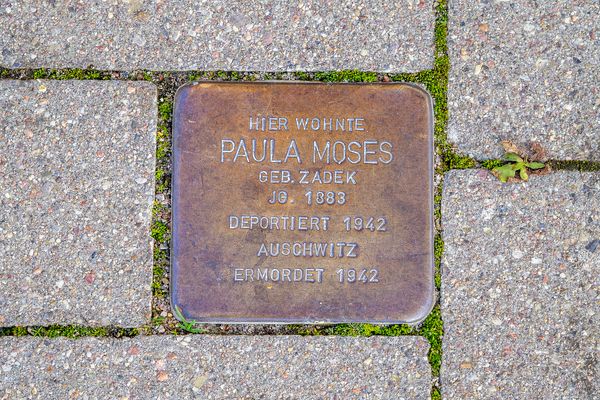 HIER WOHNTE
PAULA MOSES
GEB. ZADEK
JG. 1883
DEPORTIERT 1942
AUSCHWITZ
ERMORDET 1942